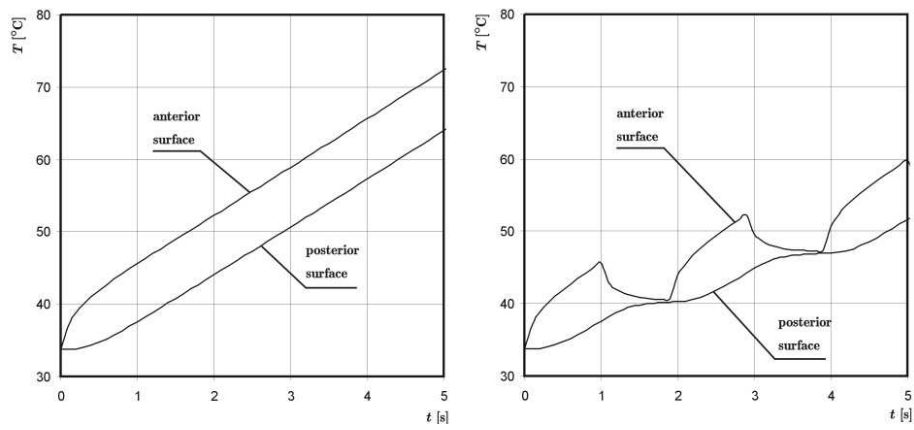 80
T [°C]
70
60
50
40
30
anterior
surface
posterior
surface
0 1 2 3 4 5
t [s]
80
T [°C]
70
60
50
40
30
anterior
surface
posterior
surface
0 1 2 3 4 5
t [s]